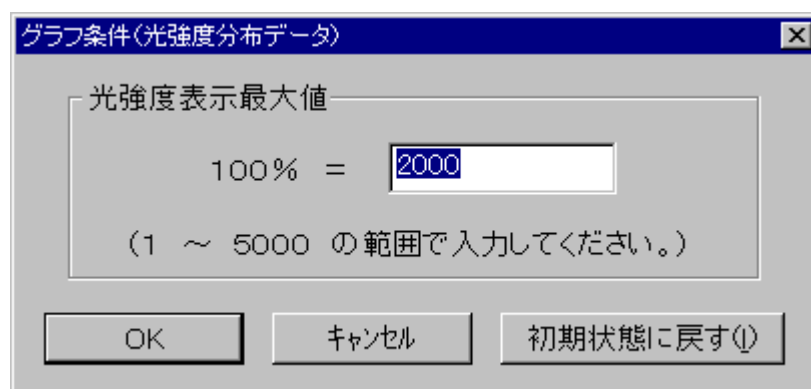 グラフ条件(光強度分布データ)
光強度表示最大値
100% = 2000
(1 ~ 5000 の範囲で入力してください。)
OK キャンセル 初期状態に戻す(I)